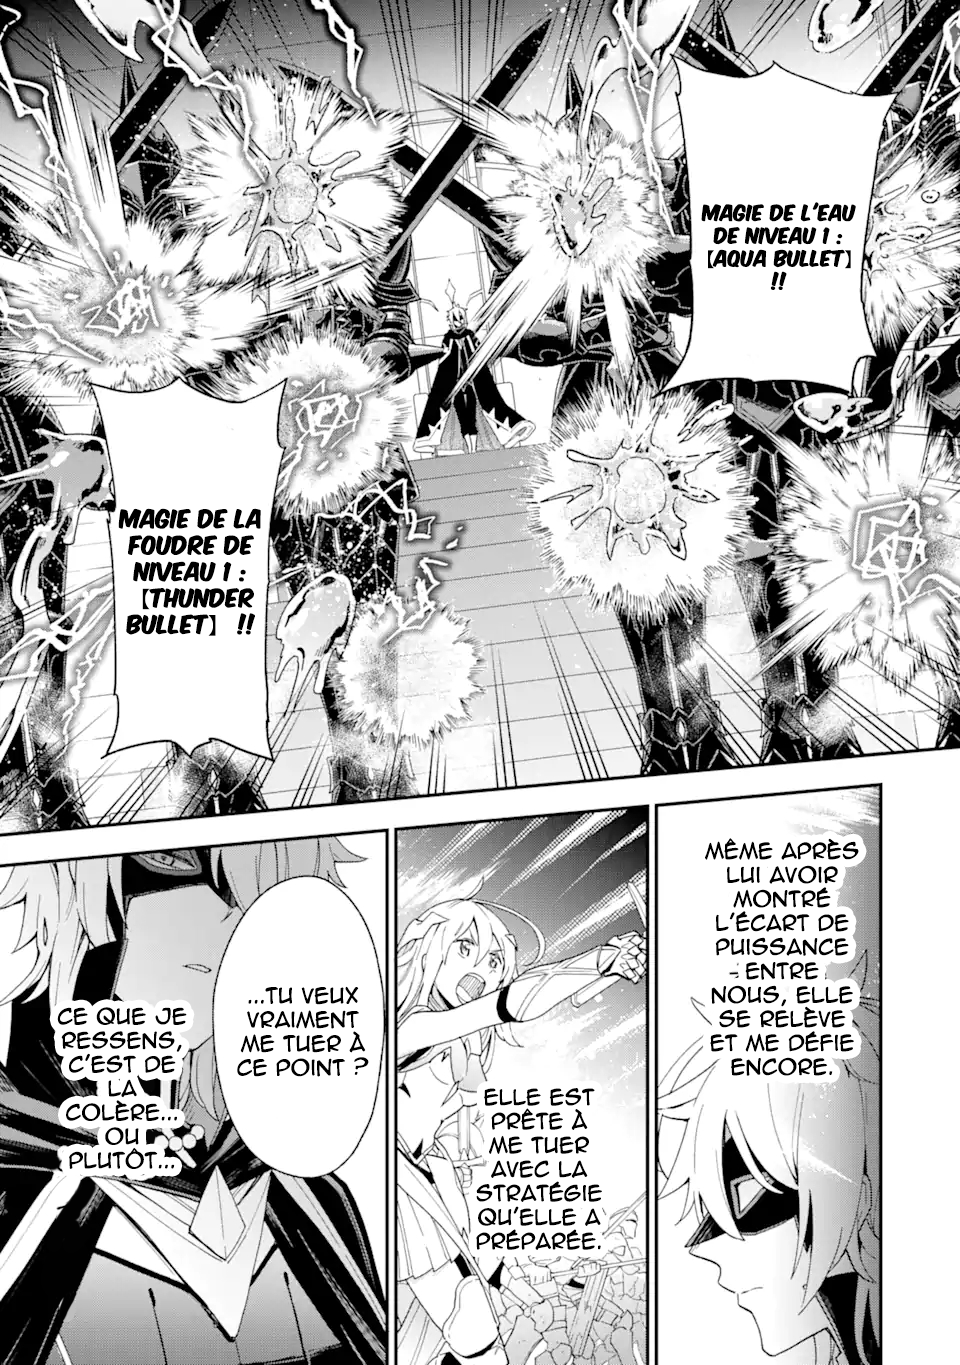 MAGIE DE L'EAU
DE NIVEAU 1 :
【AQUA BULLET】
!!
MAGIE DE LA
FOUDRE DE
NIVEAU 1 :
【THUNDER
BULLET】 !!
MÊME APRÈS
LUI AVOIR
MONTRÉ
L'ÉCART DE
PUISSANCE
- ENTRE
NOUS, ELLE
SE RELÈVE
ET ME DÉFIE
ENCORE.
ELLE EST
PRÊTE À
ME TUER
AVEC LA
STRATÉGIE
QU'ELLE A
PRÉPARÉE.
...TU VEUX
VRAIMENT
ME TUER À
CE POINT ?
CE QUE JE
RESSENS,
C'EST DE
LA
COLÈRE...
OU
PLUTÔT...